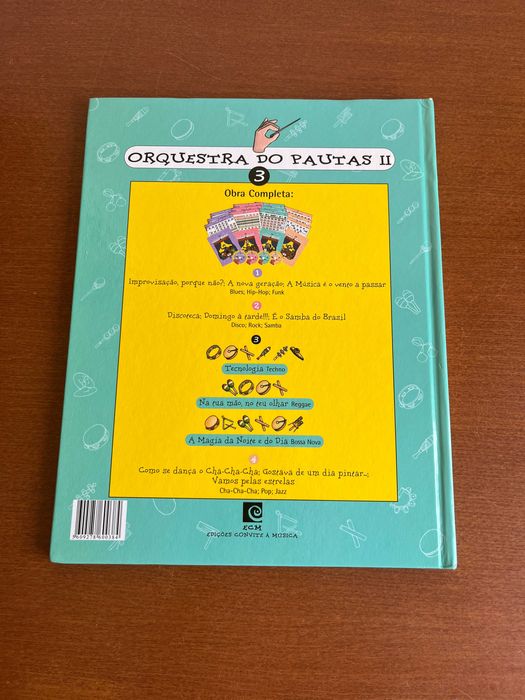 ORQUESTRA DO PAUTAS II
3
Obra Completa:
1
Improvisação, porque não?; A nova geração; A Música é o vento a passar
Blues; Hip-Hop; Funk
2
Discoteca; Domingo à tarde!!!; É o Samba do Brazil
Disco; Rock; Samba
3
Tecnologia Techno
Na tua mão, no teu olhar Reggae
A Magia da Noite e do Dia Bossa Nova
4
Como se dança o Cha-Cha-Cha; Gostava de um dia pintar...;
Vamos pelas estrelas
Cha-Cha-Cha; Pop; Jazz
ECM
EDIÇÕES CONVITE À MÚSICA
9609278600384